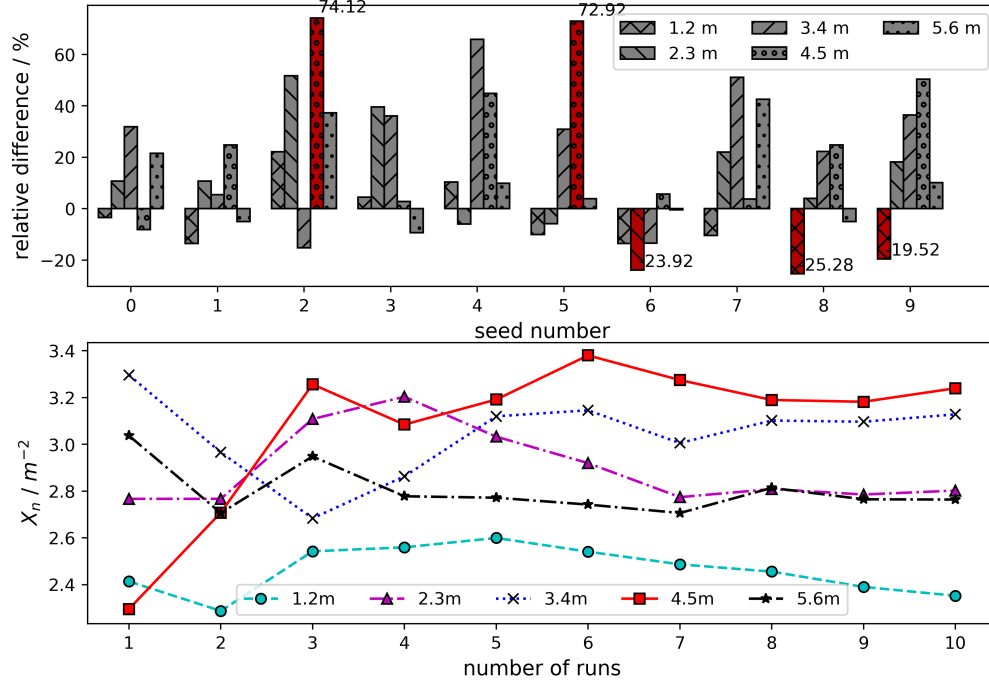 74.12
72.92
1.2 m
3.4 m
5.6 m
2.3 m
4.5 m
relative difference / %
60
40
20
0
−20
-23.92
-25.28
-19.52
0 1 2 3 4 5 6 7 8 9
seed number
X_n / m^{-2}
3.4
3.2
3.0
2.8
2.6
2.4
1.2m 2.3m 3.4m 4.5m 5.6m
1 2 3 4 5 6 7 8 9 10
number of runs